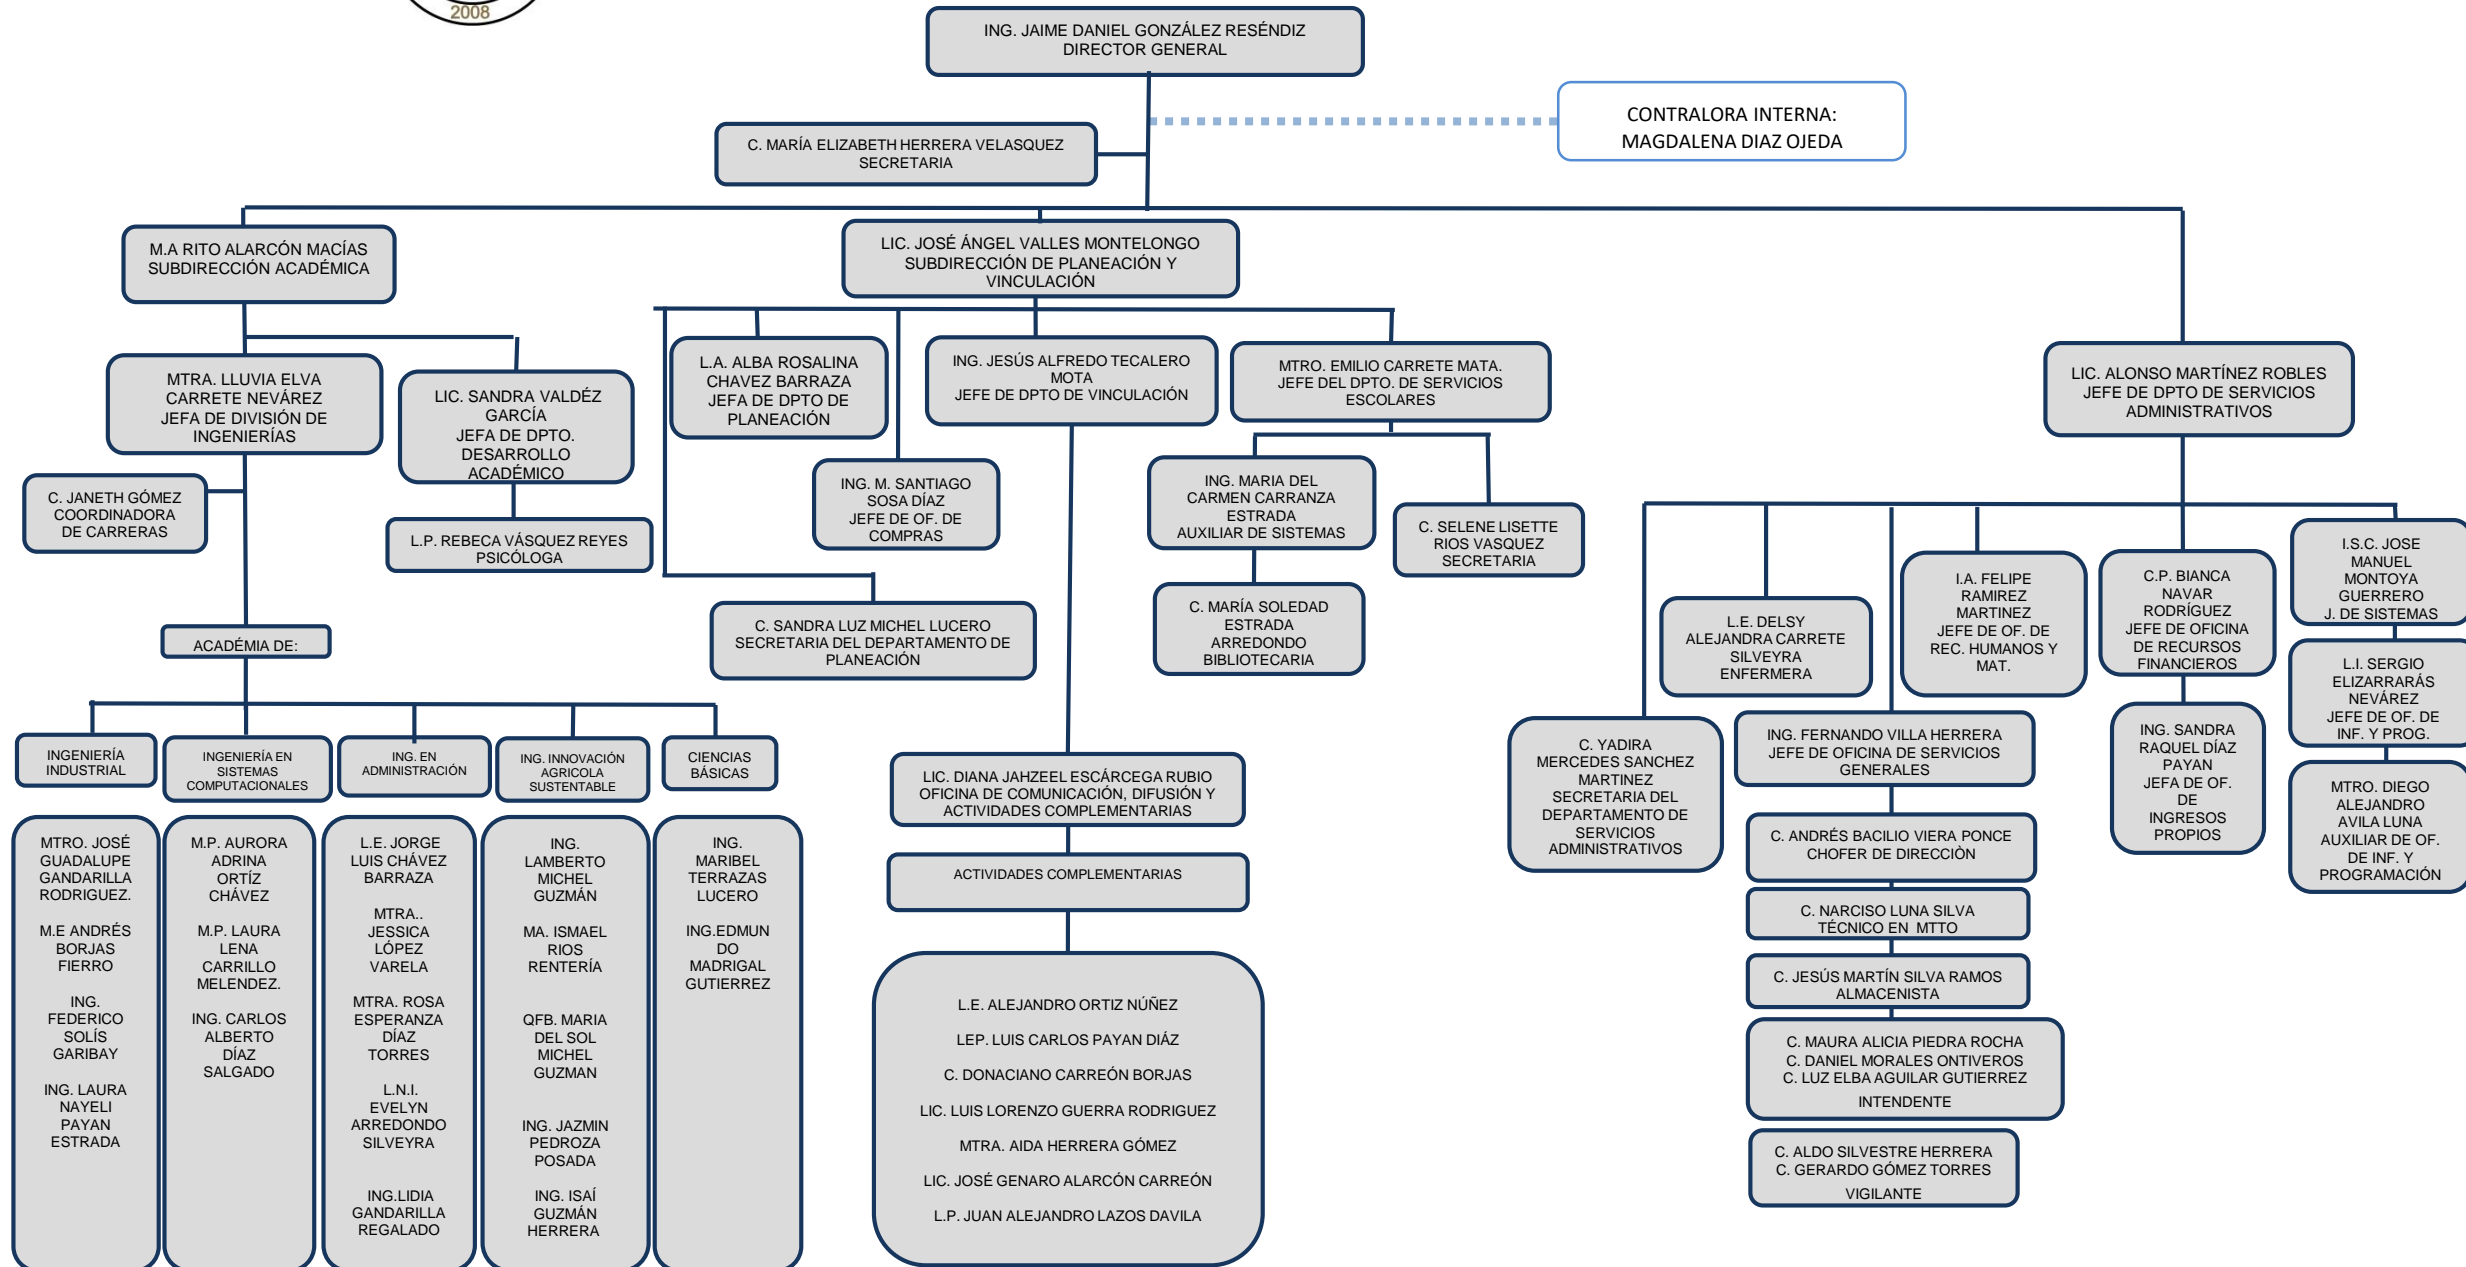 2008
ING. JAIME DANIEL GONZÁLEZ RESÉNDIZ
DIRECTOR GENERAL
CONTRALORA INTERNA:
MAGDALENA DIAZ OJEDA
C. MARÍA ELIZABETH HERRERA VELASQUEZ
SECRETARIA
M.A RITO ALARCÓN MACÍAS
SUBDIRECCIÓN ACADÉMICA
LIC. JOSÉ ÁNGEL VALLES MONTELONGO
SUBDIRECCIÓN DE PLANEACIÓN Y
VINCULACIÓN
MTRA. LLUVIA ELVA
CARRETE NEVÁREZ
JEFA DE DIVISIÓN DE
INGENIERÍAS
LIC. SANDRA VALDÉZ
GARCÍA
JEFA DE DPTO.
DESARROLLO
ACADÉMICO
L.A. ALBA ROSALINA
CHAVEZ BARRAZA
JEFA DE DPTO DE
PLANEACIÓN
ING. JESÚS ALFREDO TECALERO
MOTA
JEFE DE DPTO DE VINCULACIÓN
MTRO. EMILIO CARRETE MATA.
JEFE DEL DPTO. DE SERVICIOS
ESCOLARES
LIC. ALONSO MARTÍNEZ ROBLES
JEFE DE DPTO DE SERVICIOS
ADMINISTRATIVOS
C. JANETH GÓMEZ
COORDINADORA
DE CARRERAS
L.P. REBECA VÁSQUEZ REYES
PSICÓLOGA
ING. M. SANTIAGO
SOSA DÍAZ
JEFE DE OF. DE
COMPRAS
ING. MARIA DEL
CARMEN CARRANZA
ESTRADA
AUXILIAR DE SISTEMAS
C. SELENE LISETTE
RIOS VASQUEZ
SECRETARIA
C. SANDRA LUZ MICHEL LUCERO
SECRETARIA DEL DEPARTAMENTO DE
PLANEACIÓN
C. MARÍA SOLEDAD
ESTRADA
ARREDONDO
BIBLIOTECARIA
L.E. DELSY
ALEJANDRA CARRETE
SILVEYRA
ENFERMERA
I.A. FELIPE
RAMIREZ
MARTINEZ
JEFE DE OF. DE
REC. HUMANOS Y
MAT.
C.P. BIANCA
NAVAR
RODRÍGUEZ
JEFE DE OFICINA
DE RECURSOS
FINANCIEROS
I.S.C. JOSE
MANUEL
MONTOYA
GUERRERO
J. DE SISTEMAS
L.I. SERGIO
ELIZARRARÁS
NEVÁREZ
JEFE DE OF. DE
INF. Y PROG.
MTRO. DIEGO
ALEJANDRO
AVILA LUNA
AUXILIAR DE OF.
DE INF. Y
PROGRAMACIÓN
ING. SANDRA
RAQUEL DÍAZ
PAYAN
JEFA DE OF.
DE
INGRESOS
PROPIOS
C. YADIRA
MERCEDES SANCHEZ
MARTINEZ
SECRETARIA DEL
DEPARTAMENTO DE
SERVICIOS
ADMINISTRATIVOS
ING. FERNANDO VILLA HERRERA
JEFE DE OFICINA DE SERVICIOS
GENERALES
C. ANDRÉS BACILIO VIERA PONCE
CHOFER DE DIRECCIÒN
C. NARCISO LUNA SILVA
TÉCNICO EN  MTTO
C. JESÚS MARTÍN SILVA RAMOS
ALMACENISTA
C. MAURA ALICIA PIEDRA ROCHA
C. DANIEL MORALES ONTIVEROS
C. LUZ ELBA AGUILAR GUTIERREZ
INTENDENTE
C. ALDO SILVESTRE HERRERA
C. GERARDO GÓMEZ TORRES
VIGILANTE
ACADÉMIA DE:
INGENIERÍA
INDUSTRIAL
INGENIERÍA EN
SISTEMAS
COMPUTACIONALES
ING. EN
ADMINISTRACIÓN
ING. INNOVACIÓN
AGRICOLA
SUSTENTABLE
CIENCIAS
BÁSICAS
MTRO. JOSÉ
GUADALUPE
GANDARILLA
RODRIGUEZ.
M.E ANDRÉS
BORJAS
FIERRO
ING.
FEDERICO
SOLÍS
GARIBAY
ING. LAURA
NAYELI
PAYAN
ESTRADA
M.P. AURORA
ADRINA
ORTÍZ
CHÁVEZ
M.P. LAURA
LENA
CARRILLO
MELENDEZ.
ING. CARLOS
ALBERTO
DÍAZ
SALGADO
L.E. JORGE
LUIS CHÁVEZ
BARRAZA
MTRA..
JESSICA
LÓPEZ
VARELA
MTRA. ROSA
ESPERANZA
DÍAZ
TORRES
L.N.I.
EVELYN
ARREDONDO
SILVEYRA
ING.LIDIA
GANDARILLA
REGALADO
ING.
LAMBERTO
MICHEL
GUZMÁN
MA. ISMAEL
RIOS
RENTERÍA
QFB. MARIA
DEL SOL
MICHEL
GUZMAN
ING. JAZMIN
PEDROZA
POSADA
ING. ISAÍ
GUZMÁN
HERRERA
ING.
MARIBEL
TERRAZAS
LUCERO
ING.EDMUN
DO
MADRIGAL
GUTIERREZ
LIC. DIANA JAHZEEL ESCÁRCEGA RUBIO
OFICINA DE COMUNICACIÓN, DIFUSIÓN Y
ACTIVIDADES COMPLEMENTARIAS
ACTIVIDADES COMPLEMENTARIAS
L.E. ALEJANDRO ORTIZ NÚÑEZ
LEP. LUIS CARLOS PAYAN DIÁZ
C. DONACIANO CARREÓN BORJAS
LIC. LUIS LORENZO GUERRA RODRIGUEZ
MTRA. AIDA HERRERA GÓMEZ
LIC. JOSÉ GENARO ALARCÓN CARREÓN
L.P. JUAN ALEJANDRO LAZOS DAVILA